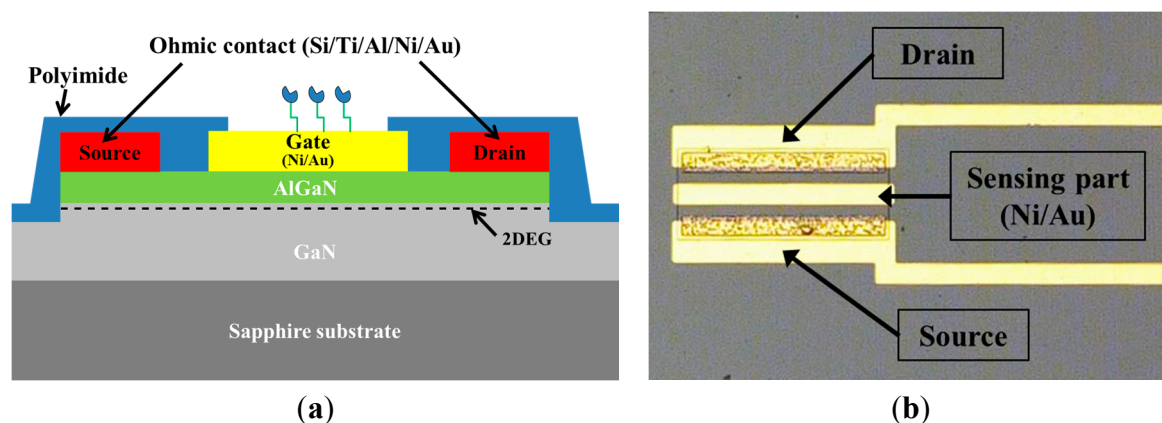 Ohmic contact (Si/Ti/Al/Ni/Au)
Polyimide
Source
Gate
(Ni/Au)
Drain
AlGaN
2DEG
GaN
Sapphire substrate
(a)
Drain
Sensing part
(Ni/Au)
Source
(b)